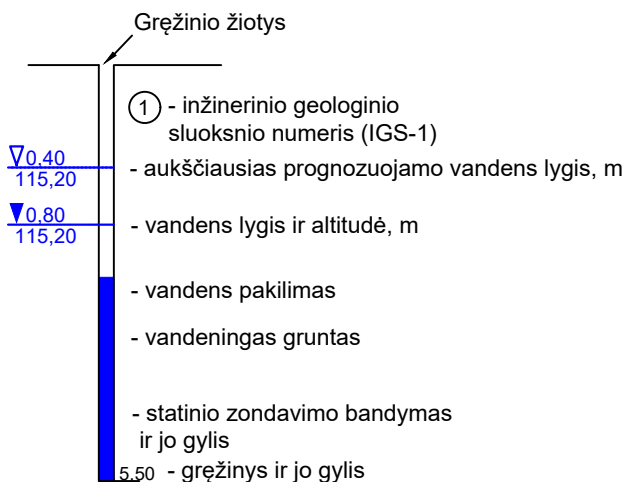 Gręžinio žiotys
1 - inžinerinio geologinio
sluoksnio numeris (IGS-1)
0,40
115,20
- aukščiausias prognozuojamo vandens lygis, m
0,80
115,20
- vandens lygis ir altitudė, m
- vandens pakilimas
- vandeningas gruntas
- statinio zondavimo bandymas
ir jo gylis
5,50 - gręžinys ir jo gylis